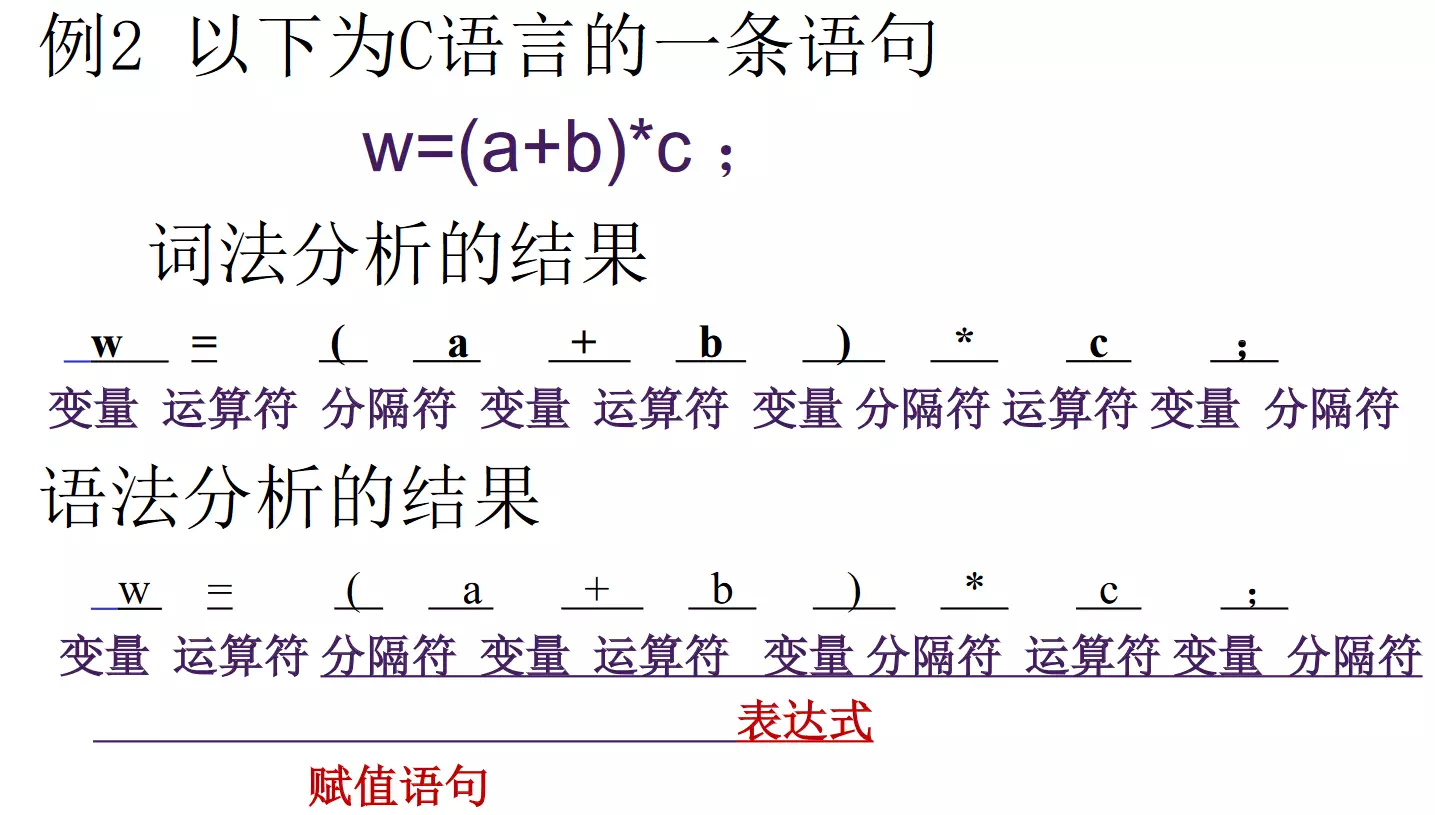 例2 以下为C语言的一条语句
w=(a+b)*c ；
词法分析的结果
w = ( a + b ) * c ；
变量 运算符 分隔符 变量 运算符 变量 分隔符 运算符 变量 分隔符
语法分析的结果
w = ( a + b ) * c ；
变量 运算符 分隔符 变量 运算符 变量 分隔符 运算符 变量 分隔符
表达式
赋值语句